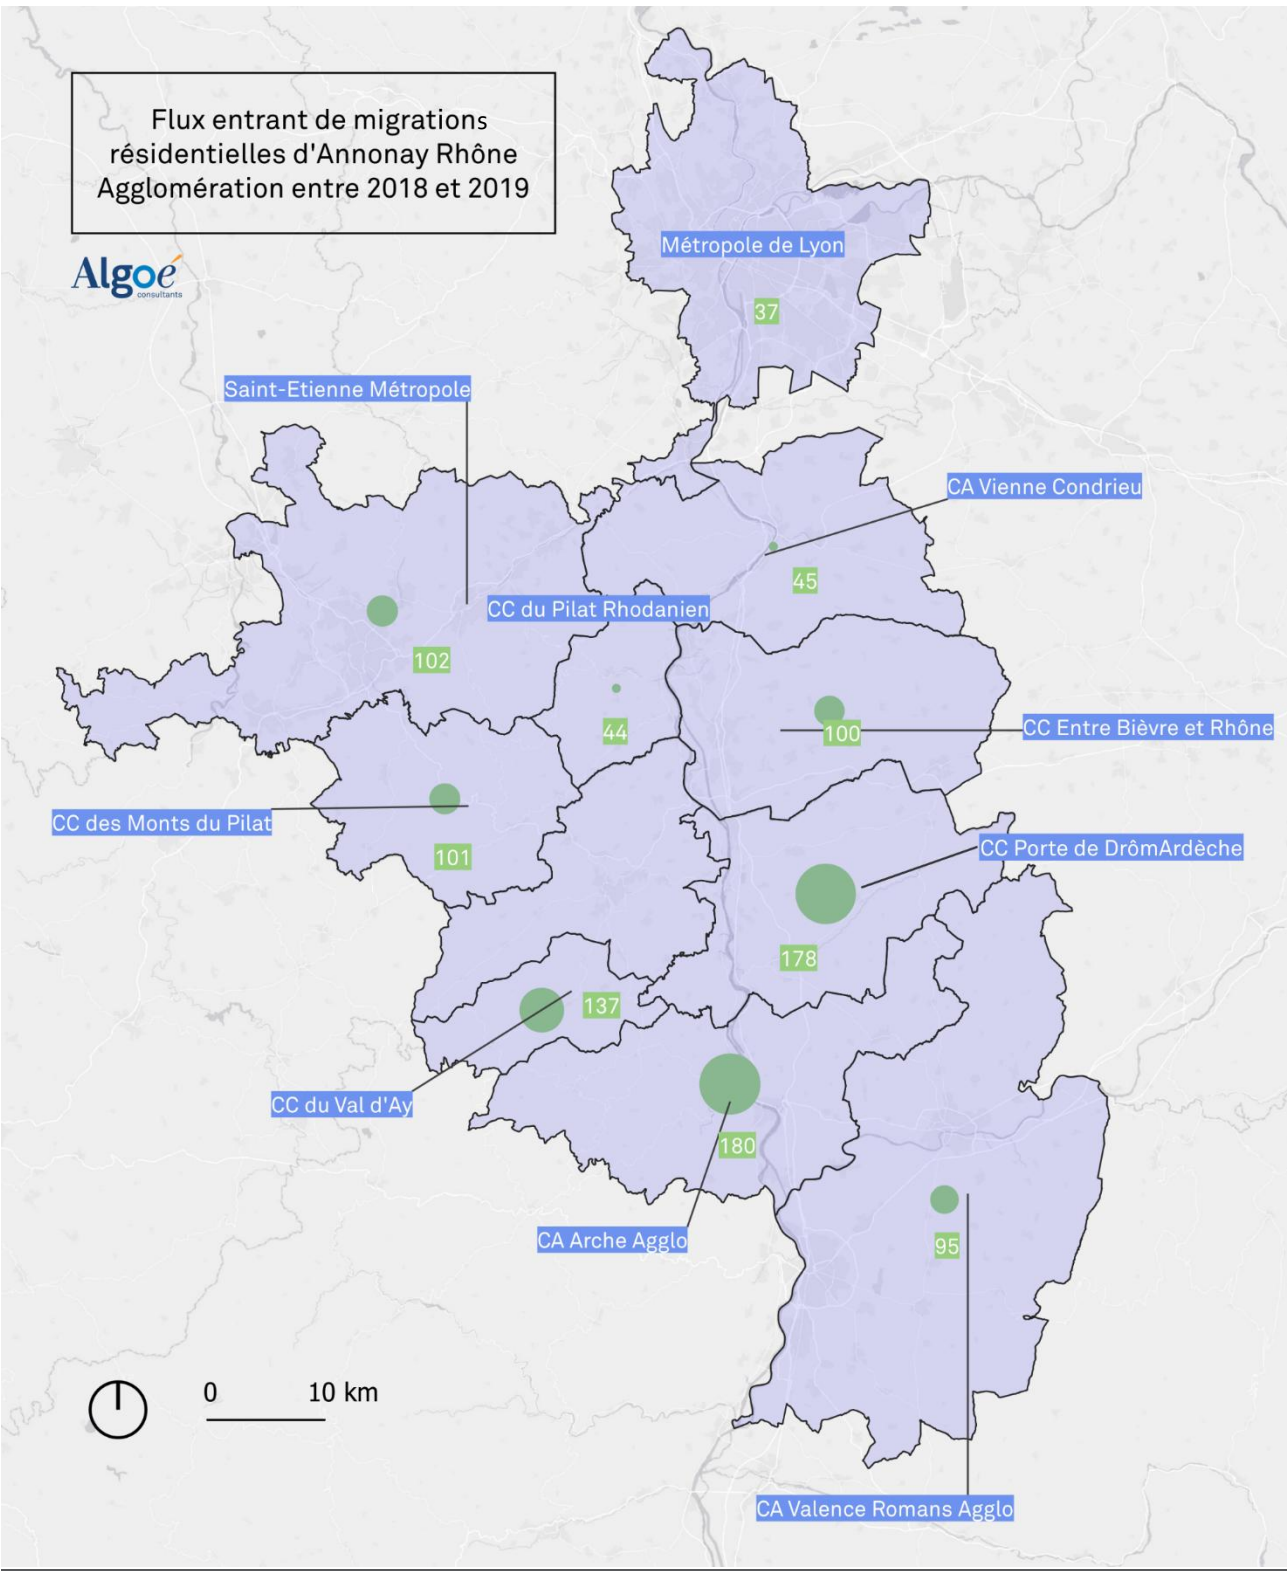 Flux entrant de migrations
résidentielles d'Annonay Rhône
Agglomération entre 2018 et 2019
Algoé
consultants
Métropole de Lyon
37
Saint-Etienne Métropole
CA Vienne Condrieu
45
CC du Pilat Rhodanien
102
44
100
CC Entre Bièvre et Rhône
CC des Monts du Pilat
101
CC Porte de DrômArdèche
178
137
CC du Val d'Ay
180
CA Arche Agglo
95
0 10 km
CA Valence Romans Agglo